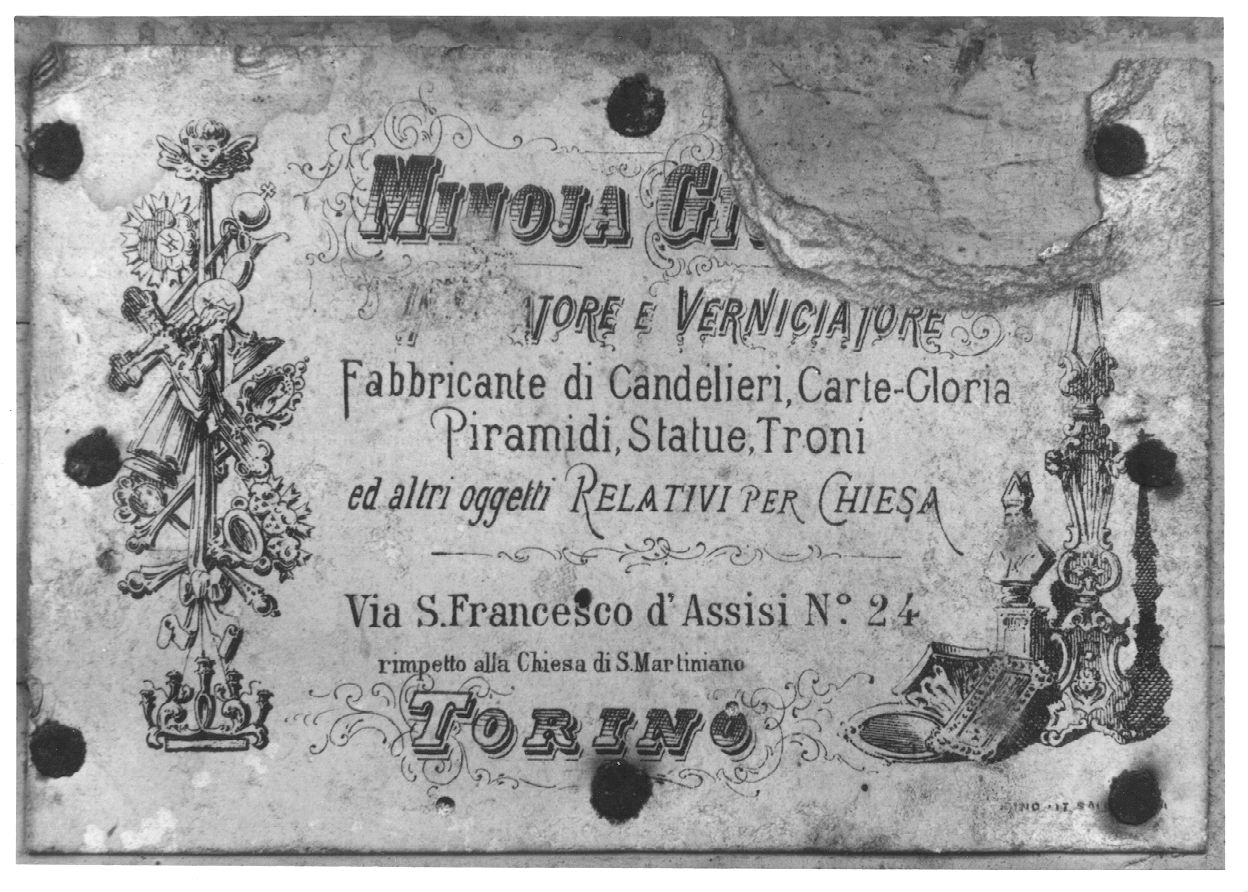 MINOJA
E VERNICIATORE
Fabbricante di Candelieri, Carte-Gloria
Piramidi, Statue, Troni
ed altri oggetti RELATIVI PER CHIESA
Via S. Francesco d'Assisi N.° 24
rimpetto alla Chiesa di S. Martiniano
TORINO